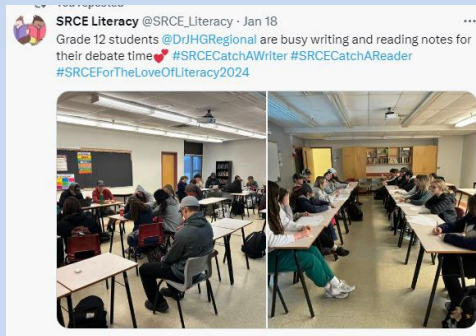 You reposted
SRCE Literacy @SRCE_Literacy · Jan 18
Grade 12 students @DrJHGRegional are busy writing and reading notes for
their debate time💕 #SRCECatchAWriter #SRCECatchAReader
#SRCEForTheLoveOfLiteracy2024